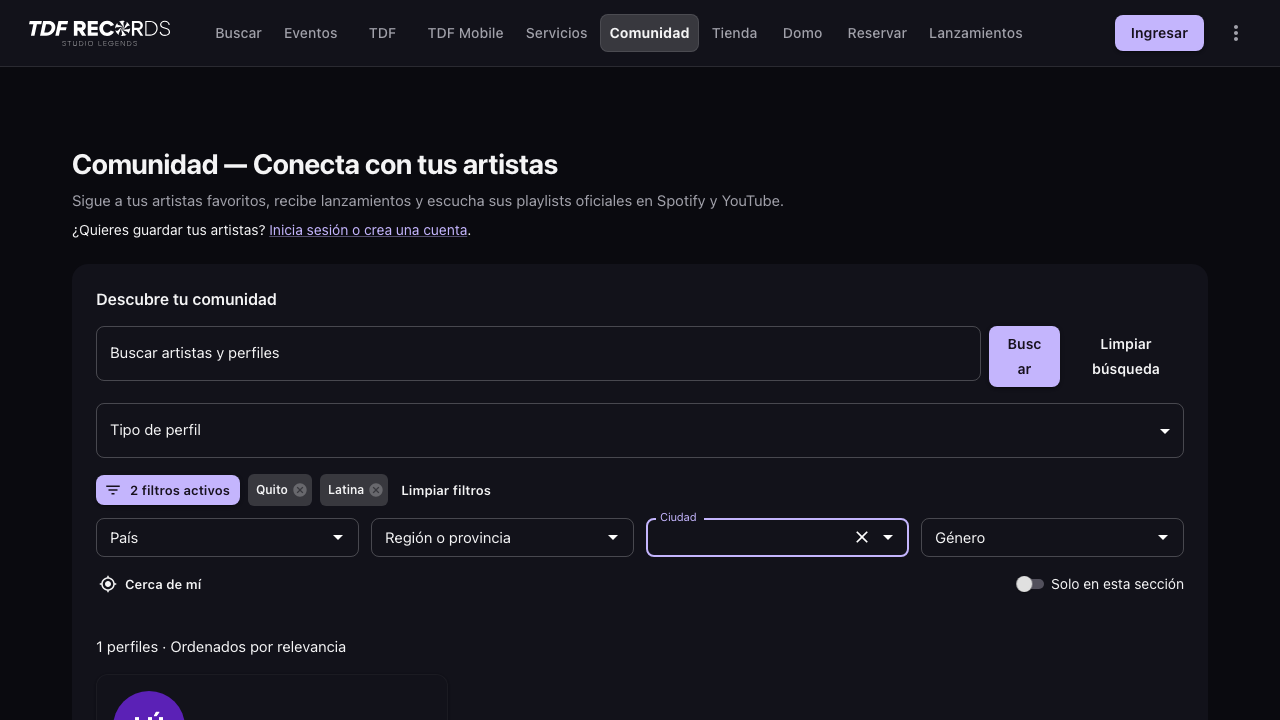 TDF RECORDS
STUDIO LEGENDS
Buscar
Eventos
TDF
TDF Mobile
Servicios
Comunidad
Tienda
Domo
Reservar
Lanzamientos
Ingresar
Comunidad — Conecta con tus artistas
Sigue a tus artistas favoritos, recibe lanzamientos y escucha sus playlists oficiales en Spotify y YouTube.
¿Quieres guardar tus artistas? Inicia sesión o crea una cuenta.
Descubre tu comunidad
Buscar artistas y perfiles
Busc
ar
Limpiar
búsqueda
Tipo de perfil
2 filtros activos
Quito
Latina
Limpiar filtros
País
Región o provincia
Ciudad
Género
Cerca de mí
Solo en esta sección
1 perfiles · Ordenados por relevancia